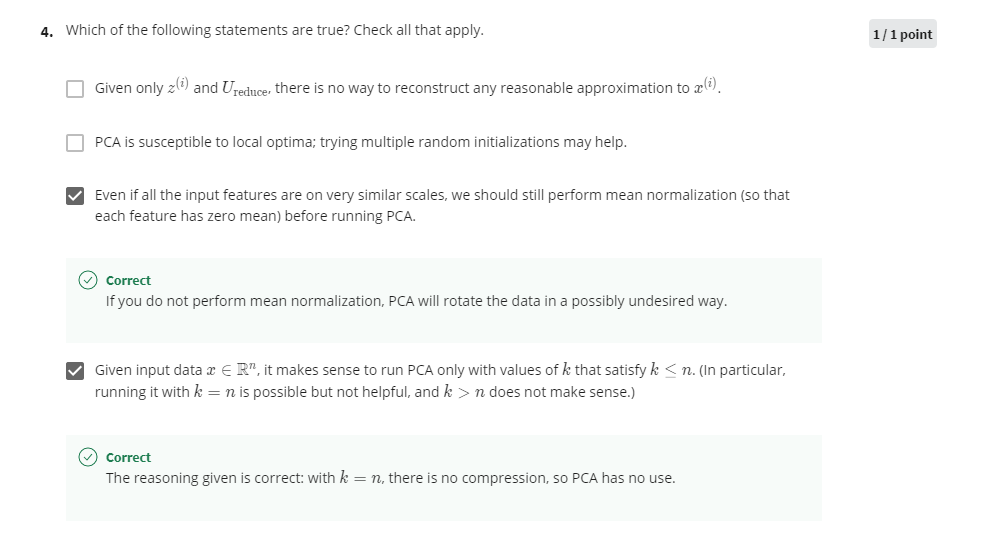 4. Which of the following statements are true? Check all that apply.
1 / 1 point
Given only z⁽ⁱ⁾ and U_reduce, there is no way to reconstruct any reasonable approximation to x⁽ⁱ⁾.
PCA is susceptible to local optima; trying multiple random initializations may help.
Even if all the input features are on very similar scales, we should still perform mean normalization (so that
each feature has zero mean) before running PCA.
Correct
If you do not perform mean normalization, PCA will rotate the data in a possibly undesired way.
Given input data x ∈ ℝⁿ, it makes sense to run PCA only with values of k that satisfy k ≤ n. (In particular,
running it with k = n is possible but not helpful, and k > n does not make sense.)
Correct
The reasoning given is correct: with k = n, there is no compression, so PCA has no use.